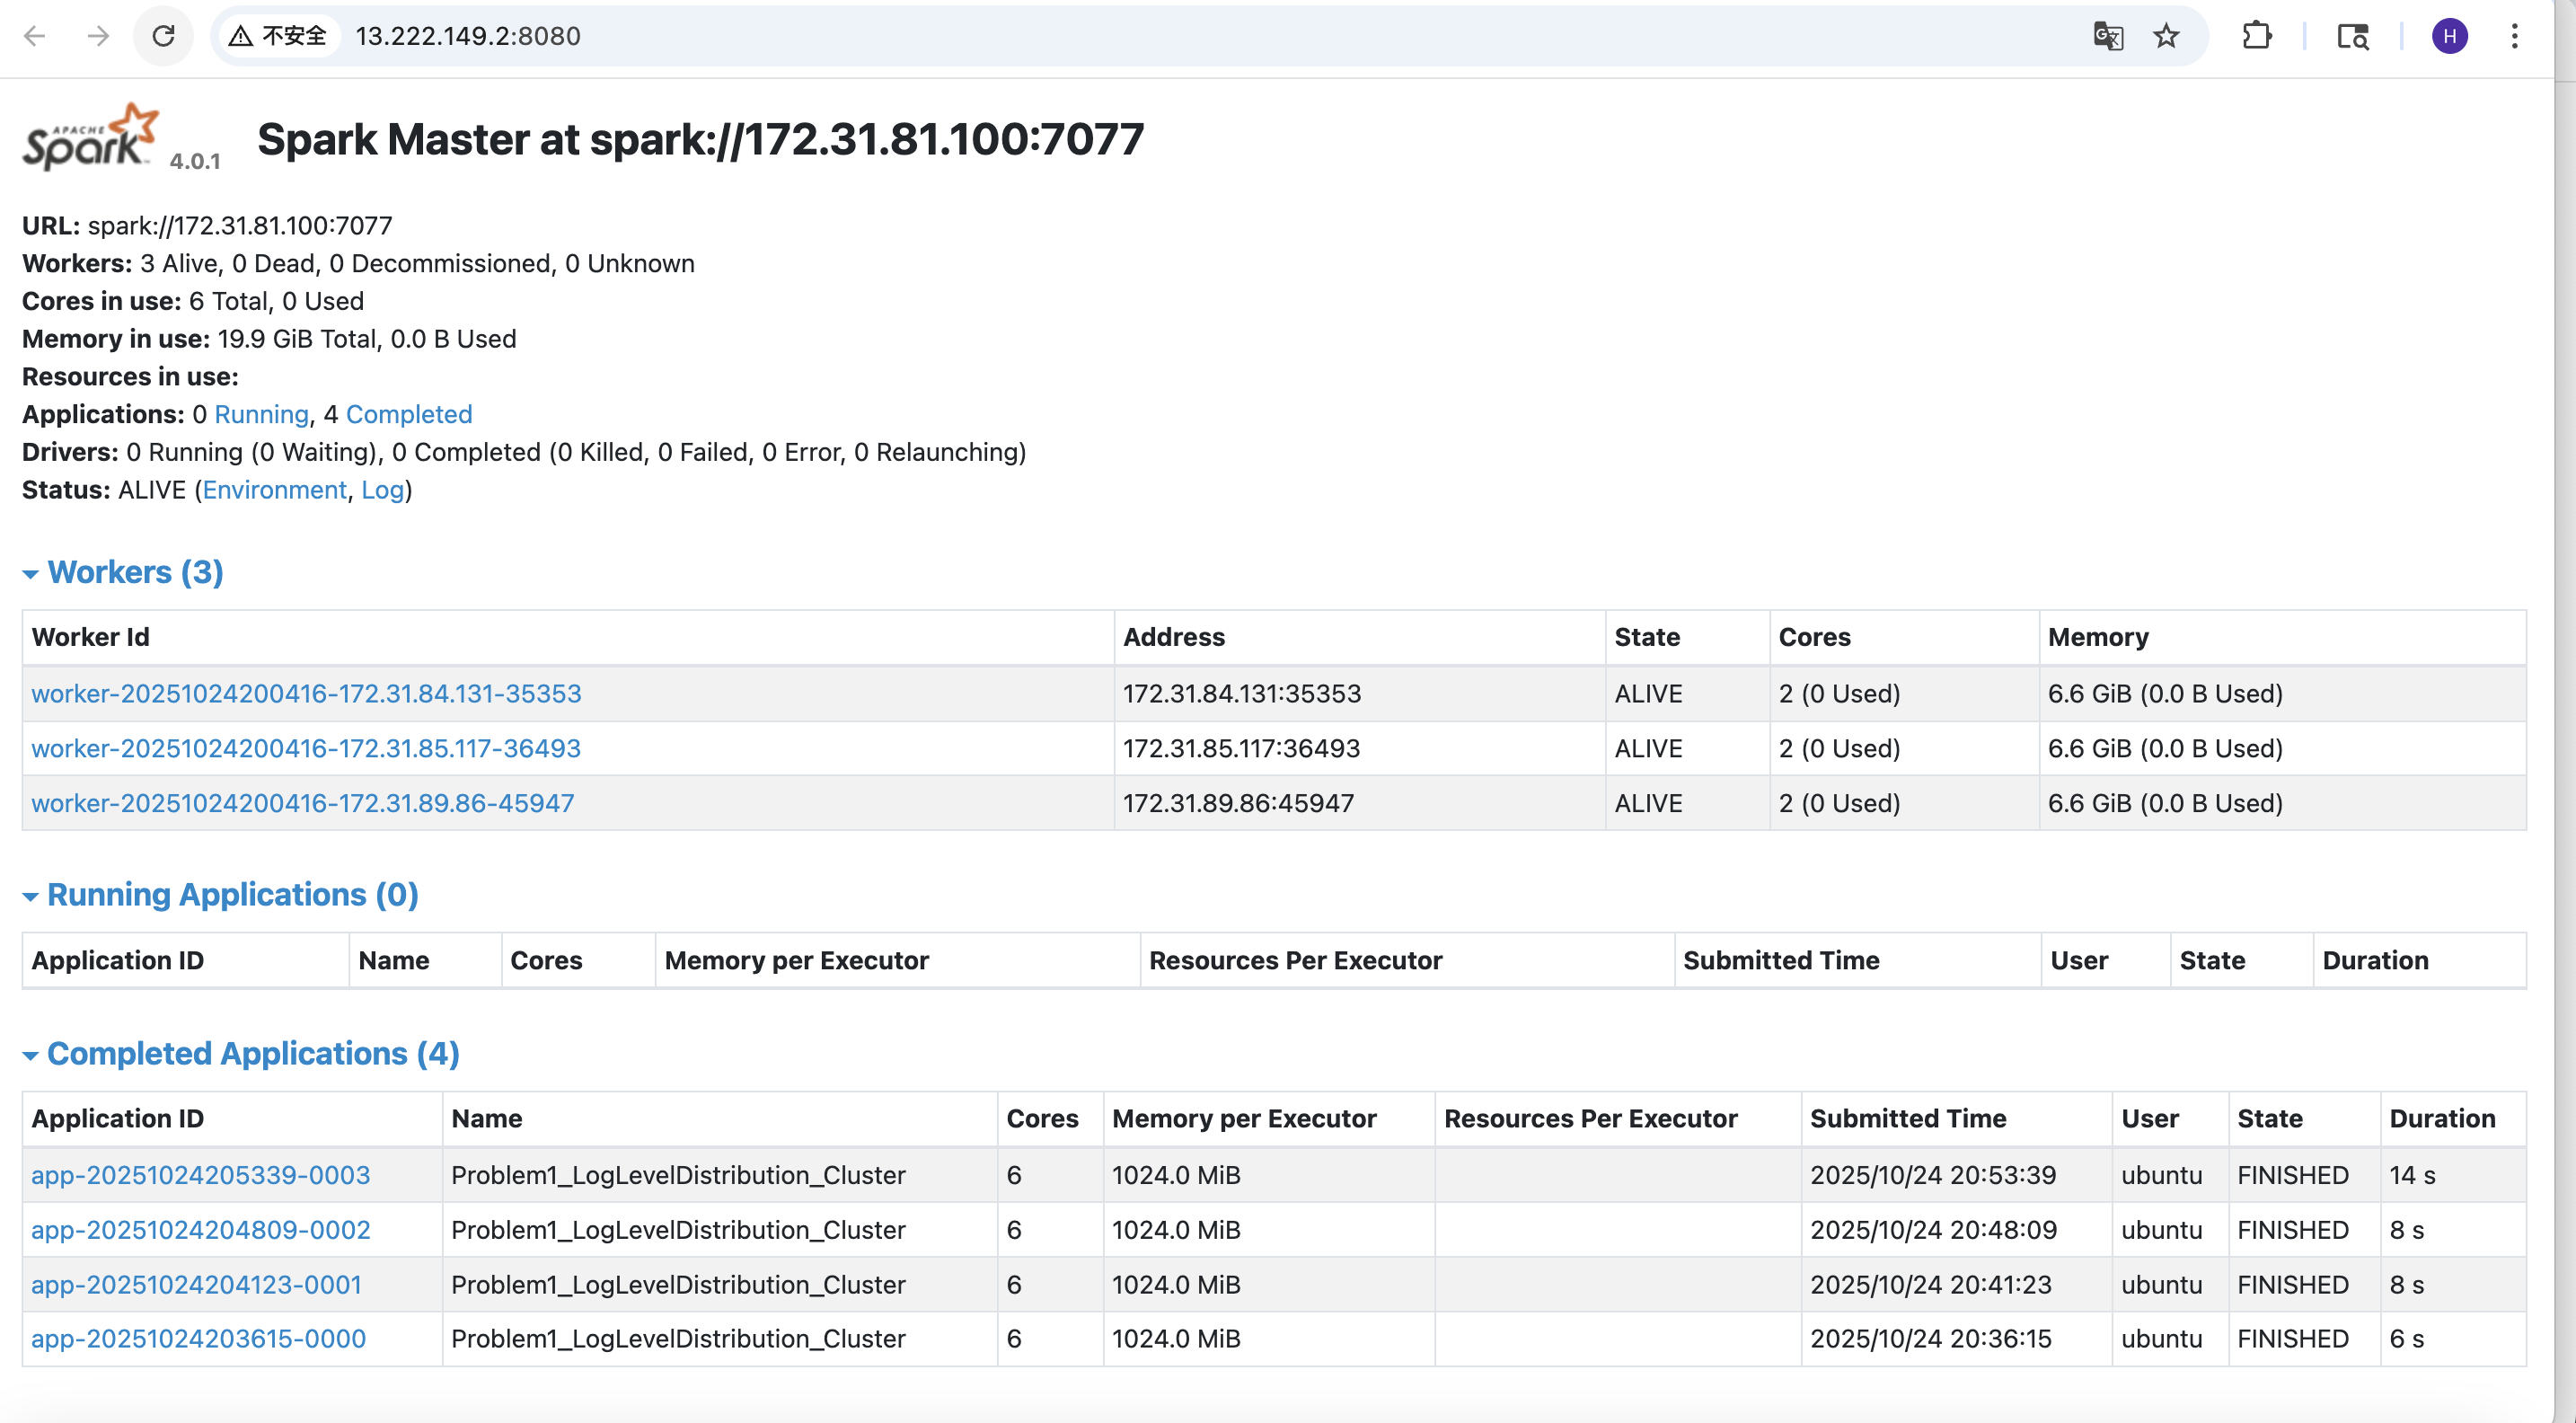 不安全 13.222.149.2:8080 H
APACHE Spark 4.0.1 Spark Master at spark://172.31.81.100:7077
URL: spark://172.31.81.100:7077
Workers: 3 Alive, 0 Dead, 0 Decommissioned, 0 Unknown
Cores in use: 6 Total, 0 Used
Memory in use: 19.9 GiB Total, 0.0 B Used
Resources in use:
Applications: 0 Running, 4 Completed
Drivers: 0 Running (0 Waiting), 0 Completed (0 Killed, 0 Failed, 0 Error, 0 Relaunching)
Status: ALIVE (Environment, Log)
Workers (3)
Worker Id Address State Cores Memory
worker-20251024200416-172.31.84.131-35353 172.31.84.131:35353 ALIVE 2 (0 Used) 6.6 GiB (0.0 B Used)
worker-20251024200416-172.31.85.117-36493 172.31.85.117:36493 ALIVE 2 (0 Used) 6.6 GiB (0.0 B Used)
worker-20251024200416-172.31.89.86-45947 172.31.89.86:45947 ALIVE 2 (0 Used) 6.6 GiB (0.0 B Used)
Running Applications (0)
Application ID Name Cores Memory per Executor Resources Per Executor Submitted Time User State Duration
Completed Applications (4)
Application ID Name Cores Memory per Executor Resources Per Executor Submitted Time User State Duration
app-20251024205339-0003 Problem1_LogLevelDistribution_Cluster 6 1024.0 MiB 2025/10/24 20:53:39 ubuntu FINISHED 14 s
app-20251024204809-0002 Problem1_LogLevelDistribution_Cluster 6 1024.0 MiB 2025/10/24 20:48:09 ubuntu FINISHED 8 s
app-20251024204123-0001 Problem1_LogLevelDistribution_Cluster 6 1024.0 MiB 2025/10/24 20:41:23 ubuntu FINISHED 8 s
app-20251024203615-0000 Problem1_LogLevelDistribution_Cluster 6 1024.0 MiB 2025/10/24 20:36:15 ubuntu FINISHED 6 s